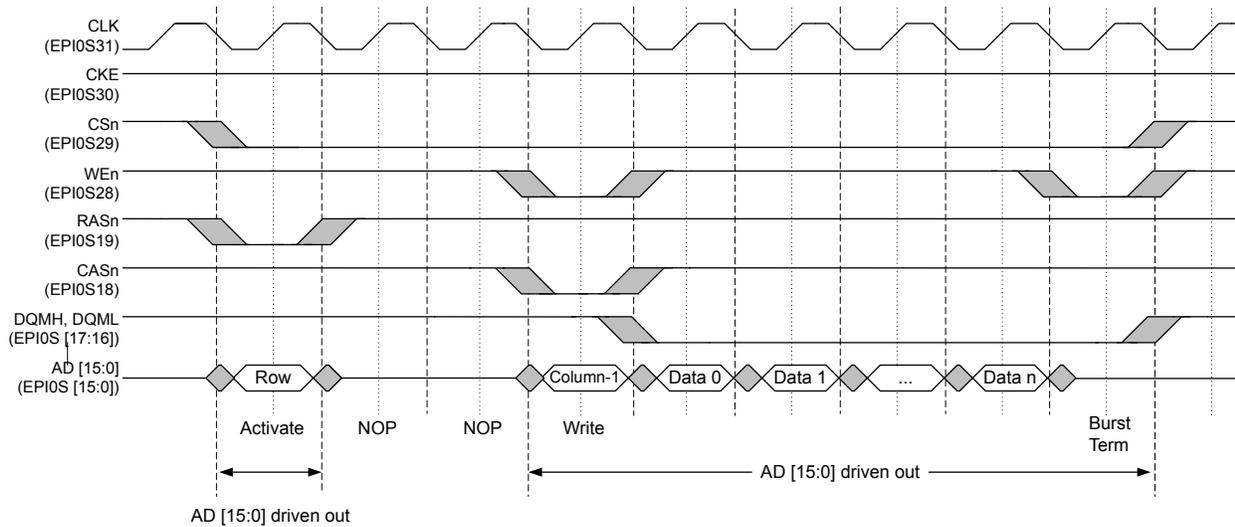 CLK
(EPI0S31)
CKE
(EPI0S30)
CSn
(EPI0S29)
WEn
(EPI0S28)
RASn
(EPI0S19)
CASn
(EPI0S18)
DQMH, DQML
(EPI0S [17:16])
AD [15:0]
(EPI0S [15:0])
Row
Column-1
Data 0
Data 1
...
Data n
Activate
NOP
NOP
Write
Burst
Term
AD [15:0] driven out
AD [15:0] driven out